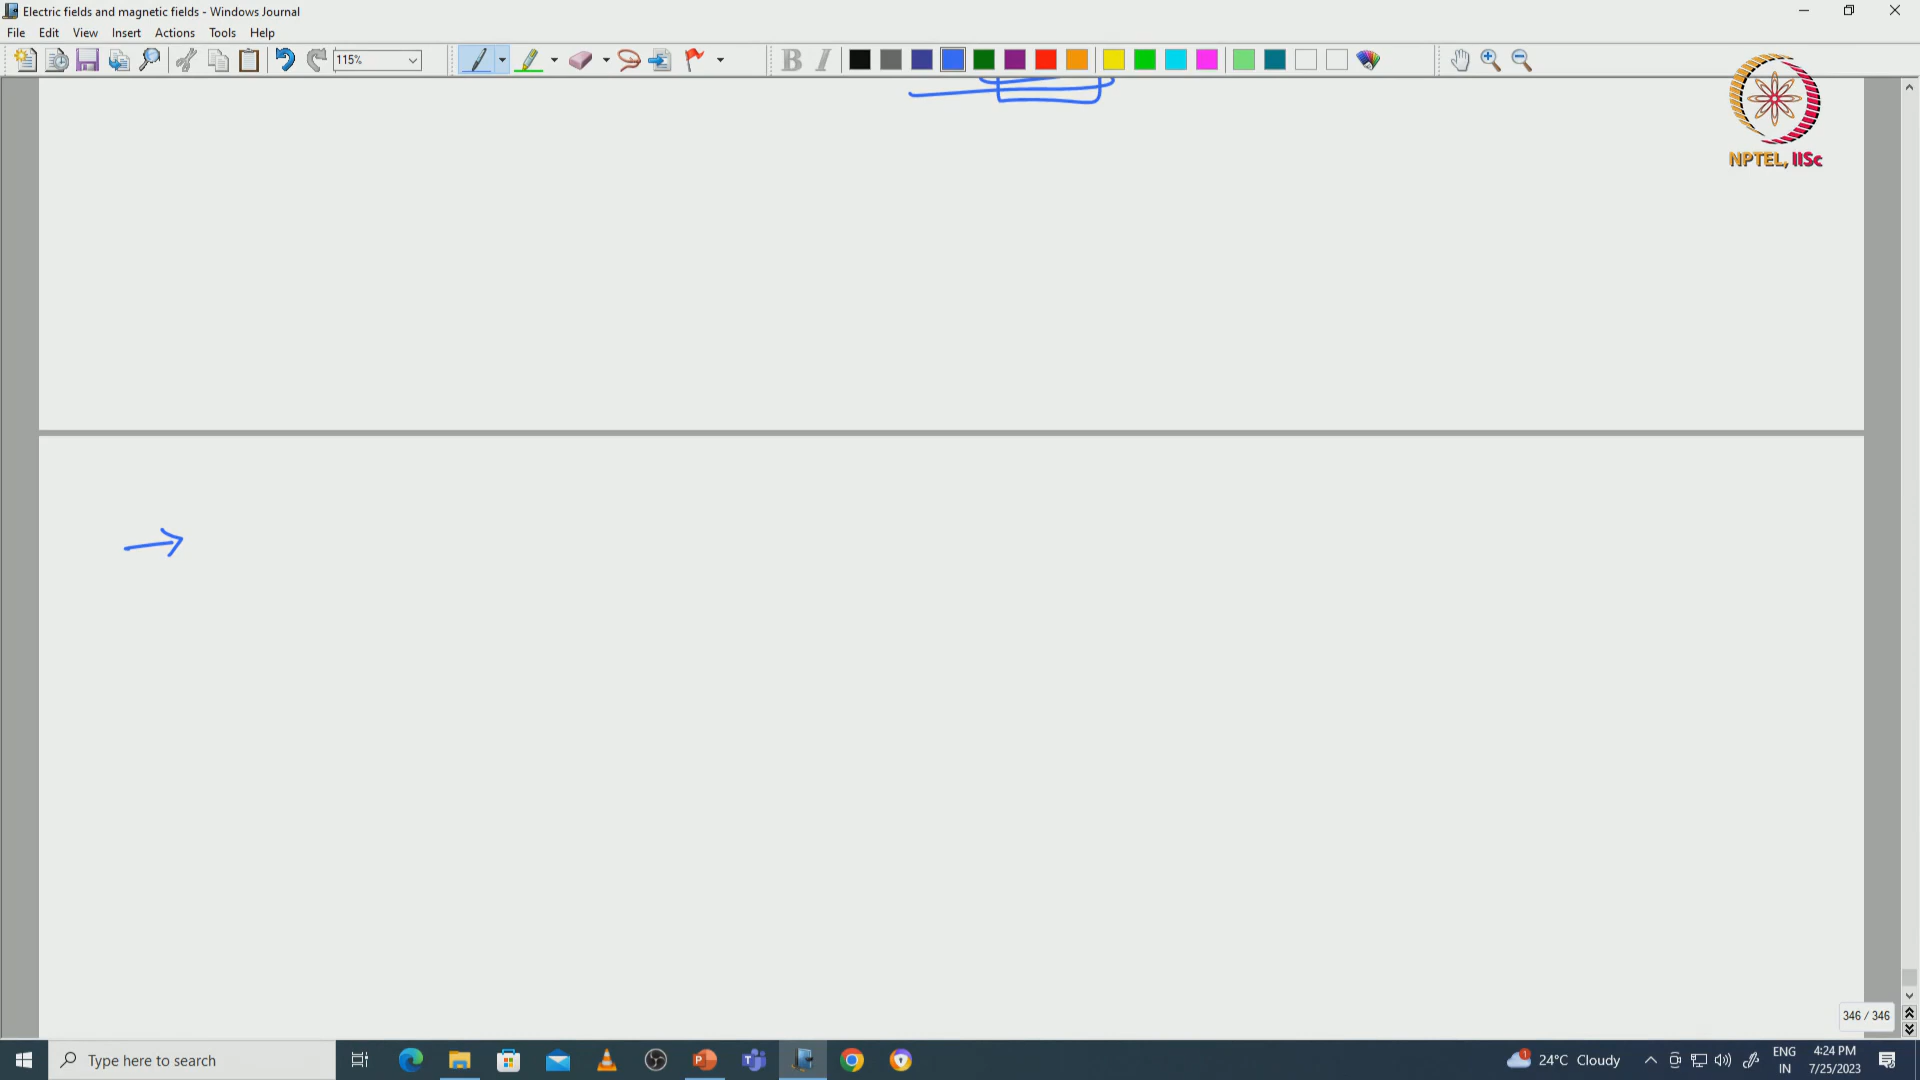 Electric fields and magnetic fields - Windows Journal
File Edit View Insert Actions Tools Help
115%
B I
NPTEL, IISc
346 / 346
Type here to search
24°C Cloudy
ENG
IN
4:24 PM
7/25/2023